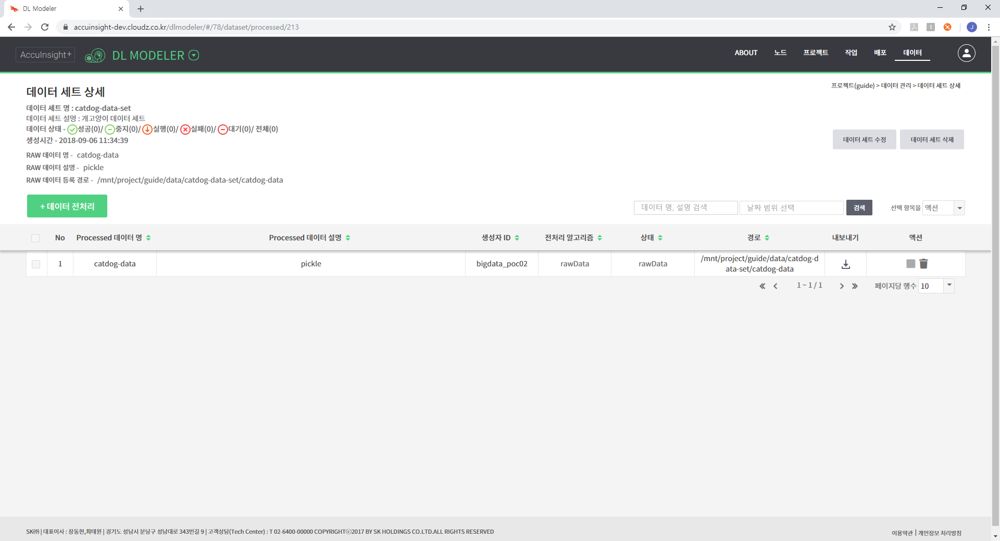 DL Modeler
accuinsight-dev.cloudz.co.kr/dlmodeler/#/78/dataset/processed/213
J
AccuInsight+
DL MODELER
ABOUT 노드 프로젝트 작업 배포 데이터
프로젝트(guide) > 데이터 관리 > 데이터 세트 상세
데이터 세트 상세
데이터 세트 명 : catdog-data-set
데이터 세트 설명 : 개고양이 데이터 세트
데이터 상태 - 성공(0)/ 중지(0)/ 실행(0)/ 실패(0)/ 대기(0)/ 전체(0)
생성시간 - 2018-09-06 11:34:39
데이터 세트 수정 데이터 세트 삭제
RAW 데이터 명 - catdog-data
RAW 데이터 설명 - pickle
RAW 데이터 등록 경로 - /mnt/project/guide/data/catdog-data-set/catdog-data
+ 데이터 전처리
데이터 명, 설명 검색 날짜 범위 선택 검색 선택 항목을 액션
No Processed 데이터 명 Processed 데이터 설명 생성자 ID 전처리 알고리즘 상태 경로 내보내기 액션
1 catdog-data pickle bigdata_poc02 rawData rawData /mnt/project/guide/data/catdog-d
ata-set/catdog-data
1 ~ 1 / 1 페이지당 행수 10
SK㈜ | 대표이사 : 장동현,최태원 | 경기도 성남시 분당구 성남대로 343번길 9 | 고객상담(Tech Center) : T 02-6400-00000 COPYRIGHTⓒ2017 BY SK HOLDINGS CO.LTD.ALL RIGHTS RESERVED
이용약관 | 개인정보 처리방침